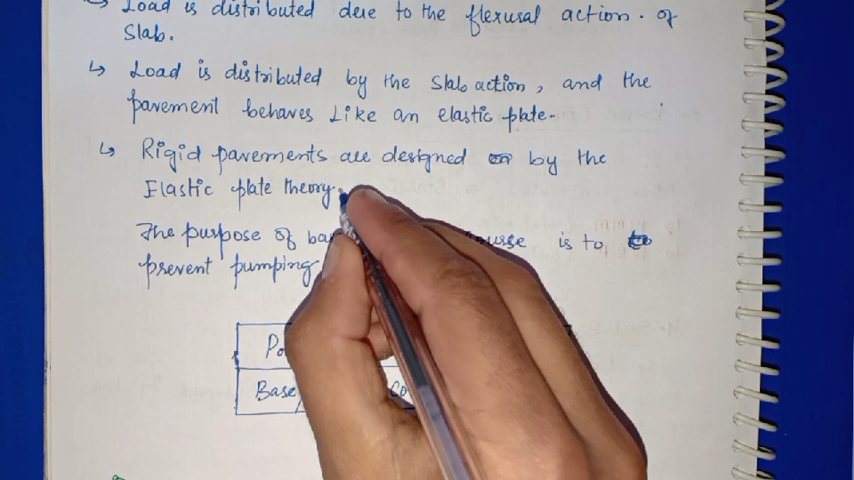 Load is distributed due to the flexural action. of
Slab.
↳ Load is distributed by the Slab action, and the
pavement behaves Like an elastic plate.
↳ Rigid pavements are designed by the
Elastic plate theory.
The purpose of is to
prevent pumping
Base